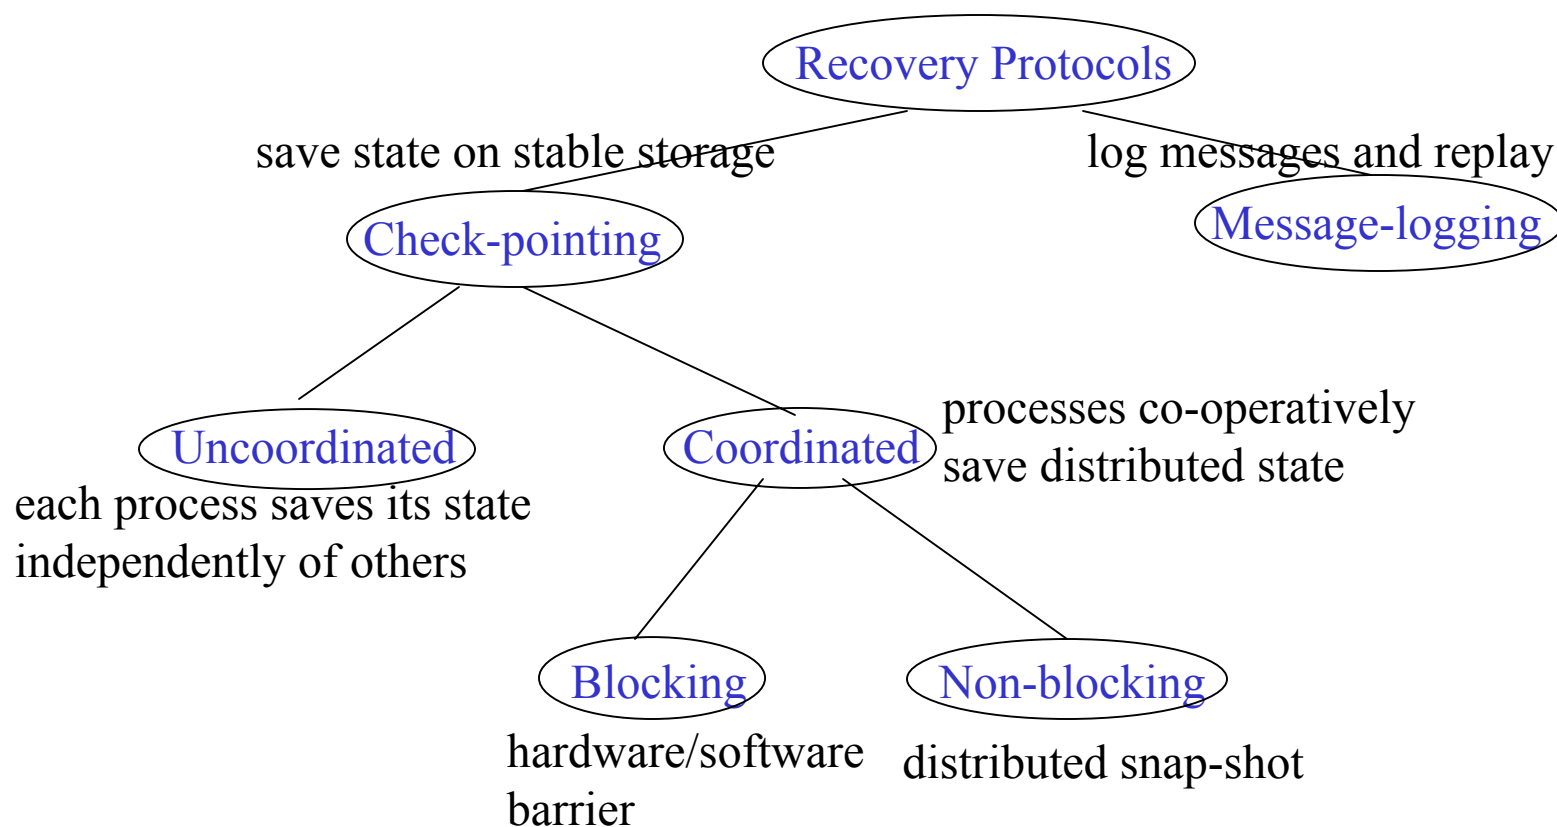 Recovery Protocols
save state on stable storage
log messages and replay
Check-pointing
Message-logging
Uncoordinated
each process saves its state
independently of others
Coordinated
processes co-operatively
save distributed state
Blocking
hardware/software
barrier
Non-blocking
distributed snap-shot